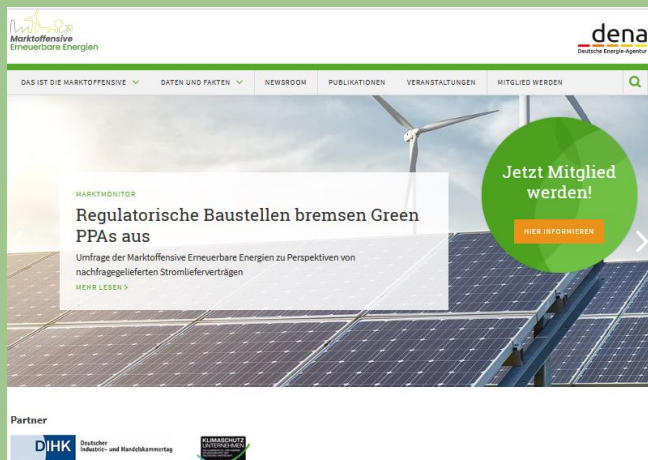 Marktoffensive
Erneuerbare Energien
dena
Deutsche Energie-Agentur
DAS IST DIE MARKTOFFENSIVE
DATEN UND FAKTEN
NEWSROOM
PUBLIKATIONEN
VERANSTALTUNGEN
MITGLIED WERDEN
MARKTMONITOR
Regulatorische Baustellen bremsen Green
PPAs aus
Umfrage der Marktoffensive Erneuerbare Energien zu Perspektiven von
nachfragegelieferten Stromlieferverträgen
MEHR LESEN >
Jetzt Mitglied
werden!
HIER INFORMIEREN
Partner
DIHK
Deutscher
Industrie- und Handelskammertag
KLIMASCHUTZ
UNTERNEHMEN